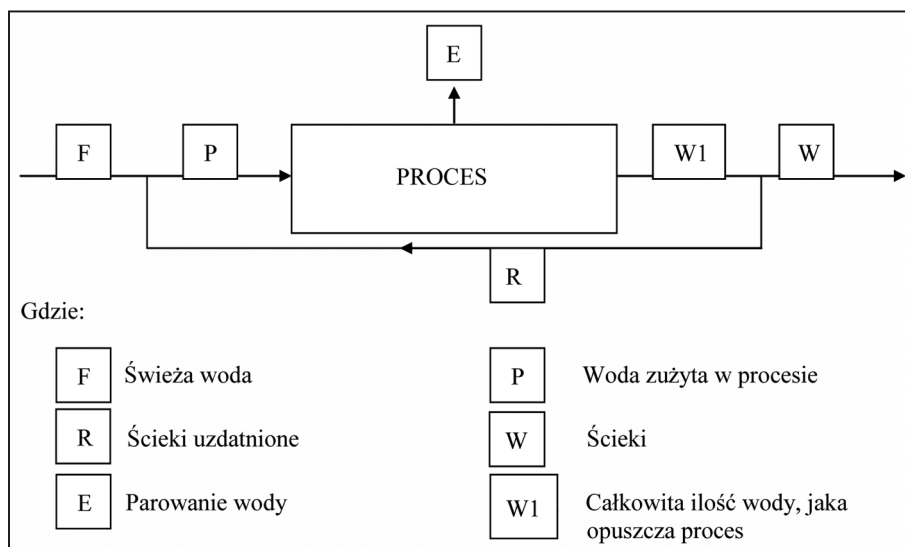 E
F
P
W1
W
PROCES
R
Gdzie:
F
Świeża woda
P
Woda zużyta w procesie
R
Ścieki uzdatnione
W
Ścieki
E
Parowanie wody
W1
Całkowita ilość wody, jaka
opuszcza proces